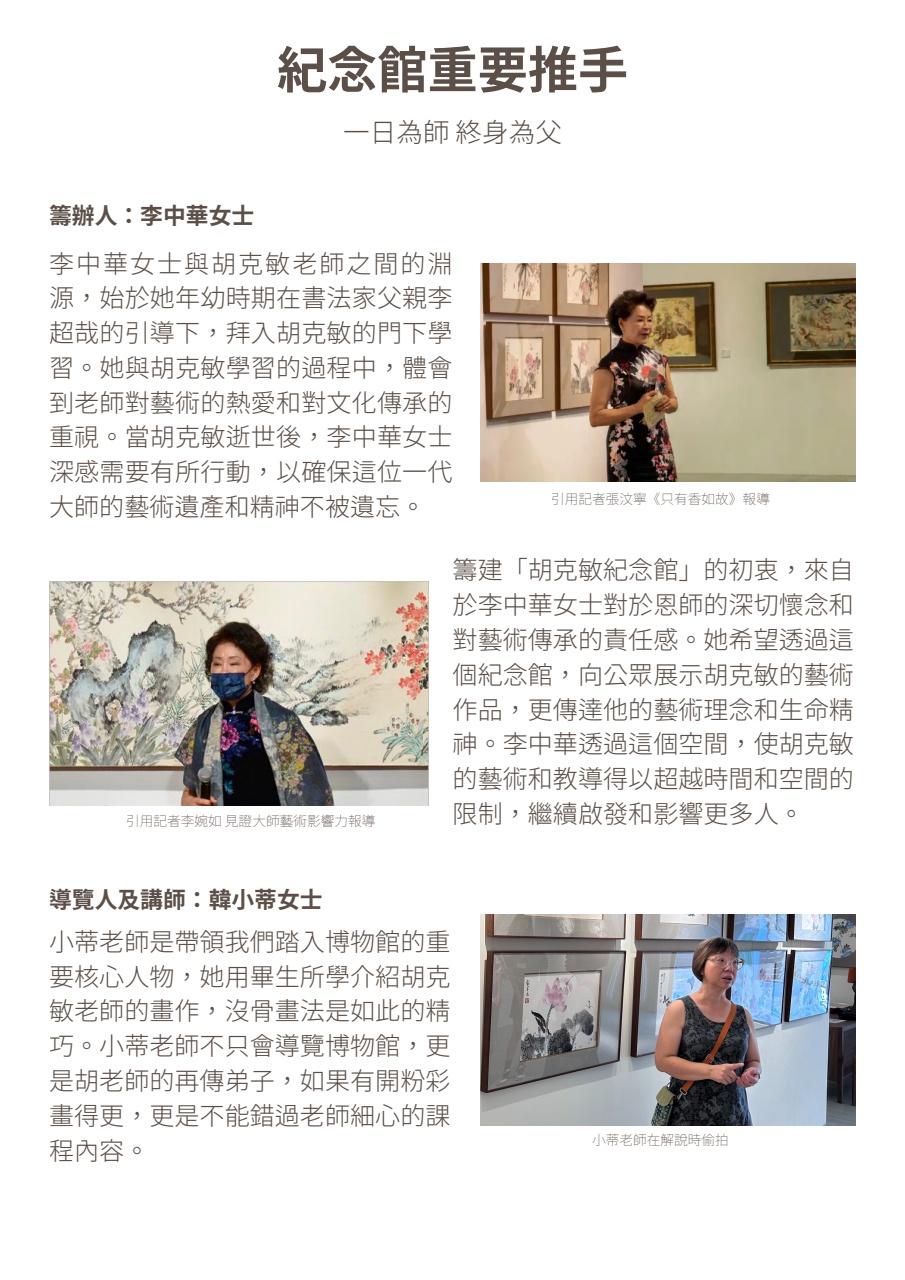 紀念館重要推手
一日為師 終身為父
籌辦人：李中華女士
李中華女士與胡克敏老師之間的淵
源，始於她年幼時期在書法家父親李
超哉的引導下，拜入胡克敏的門下學
習。她與胡克敏學習的過程中，體會
到老師對藝術的熱愛和對文化傳承的
重視。當胡克敏逝世後，李中華女士
深感需要有所行動，以確保這位一代
大師的藝術遺產和精神不被遺忘。
引用記者張汶寧《只有香如故》報導
籌建「胡克敏紀念館」的初衷，來自
於李中華女士對於恩師的深切懷念和
對藝術傳承的責任感。她希望透過這
個紀念館，向公眾展示胡克敏的藝術
作品，更傳達他的藝術理念和生命精
神。李中華透過這個空間，使胡克敏
的藝術和教導得以超越時間和空間的
限制，繼續啟發和影響更多人。
引用記者李婉如 見證大師藝術影響力報導
導覽人及講師：韓小蒂女士
小蒂老師是帶領我們踏入博物館的重
要核心人物，她用畢生所學介紹胡克
敏老師的畫作，沒骨畫法是如此的精
巧。小蒂老師不只會導覽博物館，更
是胡老師的再傳弟子，如果有開粉彩
畫得更，更是不能錯過老師細心的課
程內容。
小蒂老師在解說時偷拍